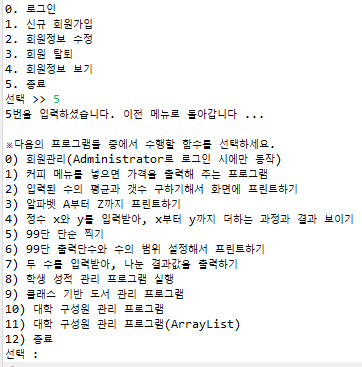 0. 로그인
1. 신규 회원가입
2. 회원정보 수정
3. 회원 탈퇴
4. 회원정보 보기
5. 종료
선택 >> 5
5번을 입력하셨습니다. 이전 메뉴로 돌아갑니다 ...
※다음의 프로그램들 중에서 수행할 함수를 선택하세요.
0) 회원관리(Administrator로 로그인 시에만 동작)
1) 커피 메뉴를 넣으면 가격을 출력해 주는 프로그램
2) 입력된 수의 평균과 갯수 구하기해서 화면에 프린트하기
3) 알파벳 A부터 Z까지 프린트하기
4) 정수 x와 y를 입력받아, x부터 y까지 더하는 과정과 결과 보이기
5) 99단 단순 찍기
6) 99단 출력단수와 수의 범위 설정해서 프린트하기
7) 두 수를 입력받아, 나눈 결과값을 출력하기
8) 학생 성적 관리 프로그램 실행
9) 클래스 기반 도서 관리 프로그램
10) 대학 구성원 관리 프로그램
11) 대학 구성원 관리 프로그램(ArrayList)
12) 종료
선택 :